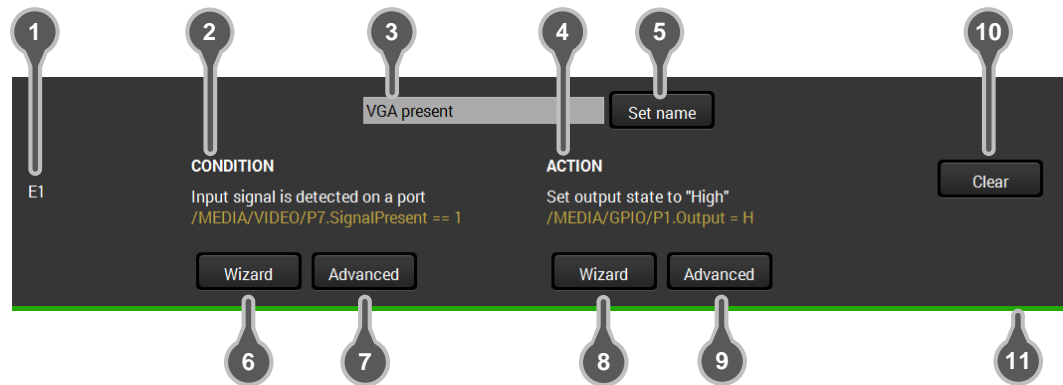 1 2 3 4 5 10
VGA present Set name
CONDITION ACTION
E1 Input signal is detected on a port Set output state to "High" Clear
/MEDIA/VIDEO/P7.SignalPresent == 1 /MEDIA/GPIO/P1.Output = H
Wizard Advanced Wizard Advanced
6 7 8 9 11